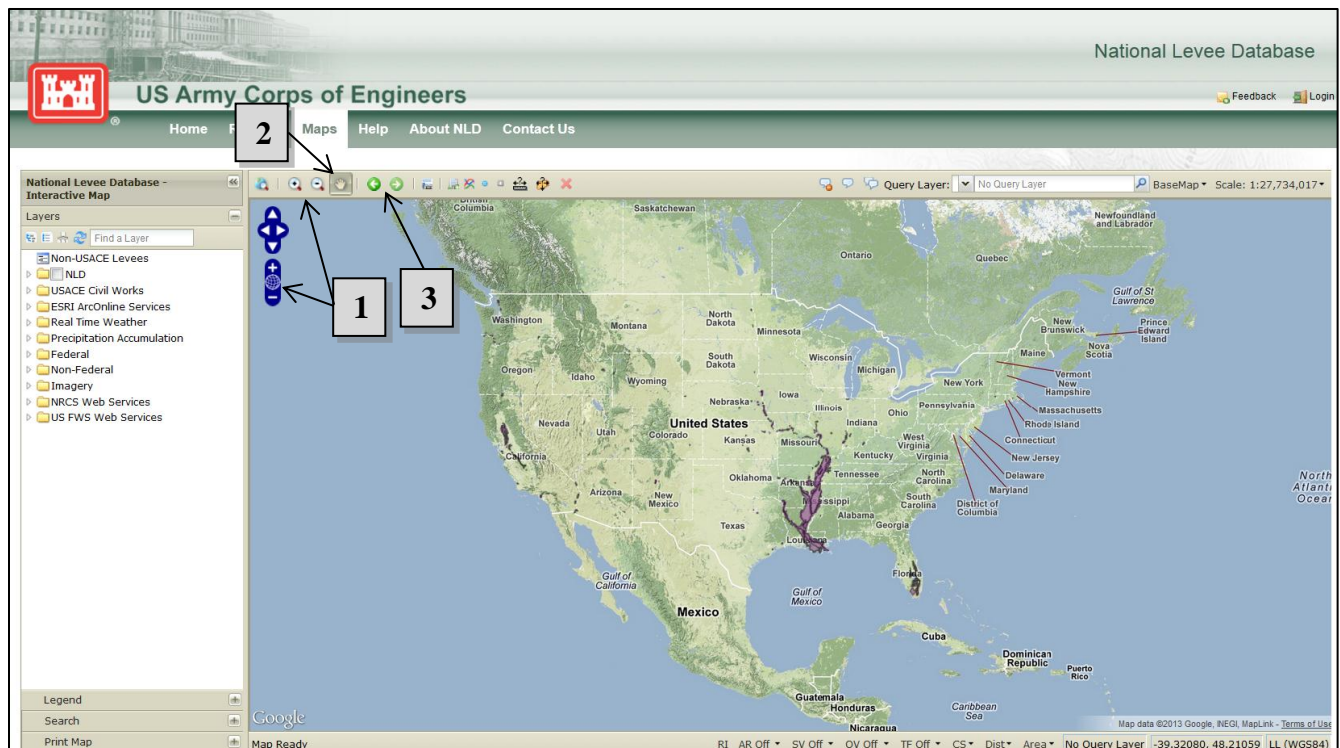 National Levee Database
US Army Corps of Engineers
®
Feedback Login
Home Maps Help About NLD Contact Us
2
National Levee Database -
Interactive Map
Query Layer: No Query Layer BaseMap Scale: 1:27,734,017
Layers
Find a Layer
Non-USACE Levees
NLD
USACE Civil Works
ESRI ArcOnline Services
Real Time Weather
Precipitation Accumulation
Federal
Non-Federal
Imagery
NRCS Web Services
US FWS Web Services
Legend
Search
Print Map
1
3
British
Columbia
Saskatchewan
Ontario
Quebec
Newfoundland
and Labrador
Gulf of St
Lawrence
New
Brunswick
Prince
Edward
Island
Nova
Scotia
Maine
Washington
Montana
North
Dakota
Minnesota
Oregon
Idaho
Wyoming
South
Dakota
Wisconsin
Michigan
New York
Vermont
New
Hampshire
Massachusetts
Rhode Island
Connecticut
New Jersey
Delaware
Maryland
District of
Columbia
Nebraska
Iowa
Illinois
Indiana
Ohio
Pennsylvania
Nevada
Utah
Colorado
United States
Kansas
Missouri
West
Virginia
Kentucky
Virginia
California
Oklahoma
Arkansas
Tennessee
North
Carolina
Arizona
New
Mexico
Mississippi
South
Carolina
Alabama
Georgia
Texas
Louisiana
Florida
North
Atlantic
Ocean
Gulf of
California
Gulf of
Mexico
Mexico
Cuba
Dominican
Republic
Puerto
Rico
Guatemala
Honduras
Nicaragua
Caribbean
Sea
Google
Map data ©2013 Google, INEGI, MapLink - Terms of Use
Map Ready RI AR Off SV Off OV Off TF Off CS Dist Area No Query Layer -39.32080, 48.21059 LL (WGS84)